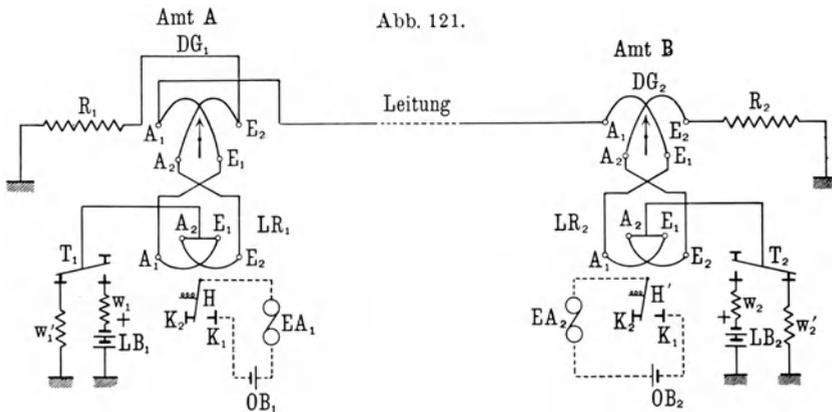 Amt A
Abb. 121.
DG₁
Amt B
DG₂
R₁
Leitung
R₂
A₁ E₂
A₁ E₂
A₂ E₁
A₂ E₁
LR₁
LR₂
A₂ E₁
A₂ E₁
T₁
A₁ E₂
A₁ E₂
T₂
w₁
H
H'
w₂
w₁' + LB₁
K₂ K₁
EA₁
EA₂
K₂ K₁
+ LB₂ w₂'
OB₁
OB₂